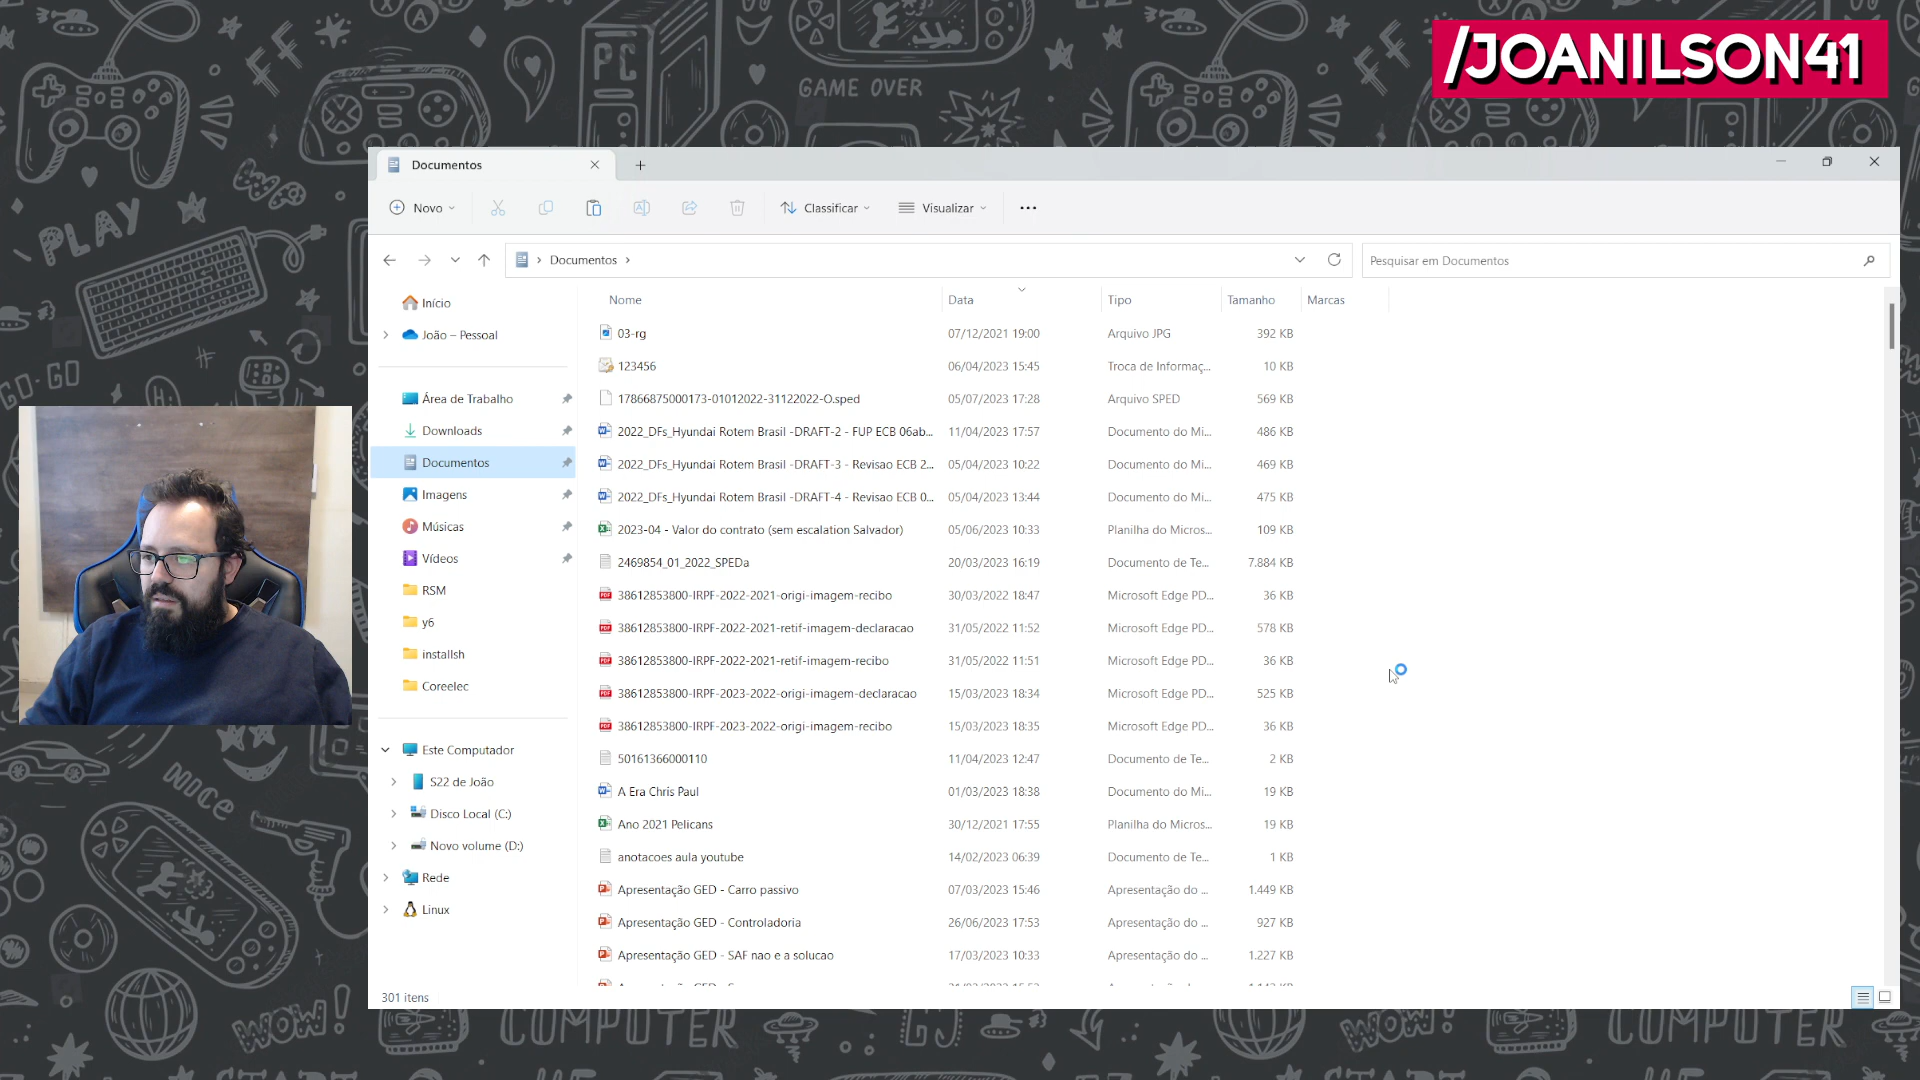 /JOANILSON41
PC
GAME OVER
FF
FF
A
PLAY
GI-GO
NOCE
WOW!
COMPUTER
GJ
WOW!
COMPUTER
START
Documentos
Novo
Classificar
Visualizar
Documentos
Pesquisar em Documentos
Nome Data Tipo Tamanho Marcas
Início
João – Pessoal
Área de Trabalho
Downloads
Documentos
Imagens
Músicas
Vídeos
RSM
y6
installsh
Coreelec
Este Computador
S22 de João
Disco Local (C:)
Novo volume (D:)
Rede
Linux
03-rg 07/12/2021 19:00 Arquivo JPG 392 KB
123456 06/04/2023 15:45 Troca de Informaç... 10 KB
17866875000173-01012022-31122022-O.sped 05/07/2023 17:28 Arquivo SPED 569 KB
2022_DFs_Hyundai Rotem Brasil -DRAFT-2 - FUP ECB 06ab... 11/04/2023 17:57 Documento do Mi... 486 KB
2022_DFs_Hyundai Rotem Brasil -DRAFT-3 - Revisao ECB 2... 05/04/2023 10:22 Documento do Mi... 469 KB
2022_DFs_Hyundai Rotem Brasil -DRAFT-4 - Revisao ECB 0... 05/04/2023 13:44 Documento do Mi... 475 KB
2023-04 - Valor do contrato (sem escalation Salvador) 05/06/2023 10:33 Planilha do Micros... 109 KB
2469854_01_2022_SPEDa 20/03/2023 16:19 Documento de Te... 7.884 KB
38612853800-IRPF-2022-2021-origi-imagem-recibo 30/03/2022 18:47 Microsoft Edge PD... 36 KB
38612853800-IRPF-2022-2021-retif-imagem-declaracao 31/05/2022 11:52 Microsoft Edge PD... 578 KB
38612853800-IRPF-2022-2021-retif-imagem-recibo 31/05/2022 11:51 Microsoft Edge PD... 36 KB
38612853800-IRPF-2023-2022-origi-imagem-declaracao 15/03/2023 18:34 Microsoft Edge PD... 525 KB
38612853800-IRPF-2023-2022-origi-imagem-recibo 15/03/2023 18:35 Microsoft Edge PD... 36 KB
50161366000110 11/04/2023 12:47 Documento de Te... 2 KB
A Era Chris Paul 01/03/2023 18:38 Documento do Mi... 19 KB
Ano 2021 Pelicans 30/12/2021 17:55 Planilha do Micros... 19 KB
anotacoes aula youtube 14/02/2023 06:39 Documento de Te... 1 KB
Apresentação GED - Carro passivo 07/03/2023 15:46 Apresentação do ... 1.449 KB
Apresentação GED - Controladoria 26/06/2023 17:53 Apresentação do ... 927 KB
Apresentação GED - SAF nao e a solucao 17/03/2023 10:33 Apresentação do ... 1.227 KB
301 itens